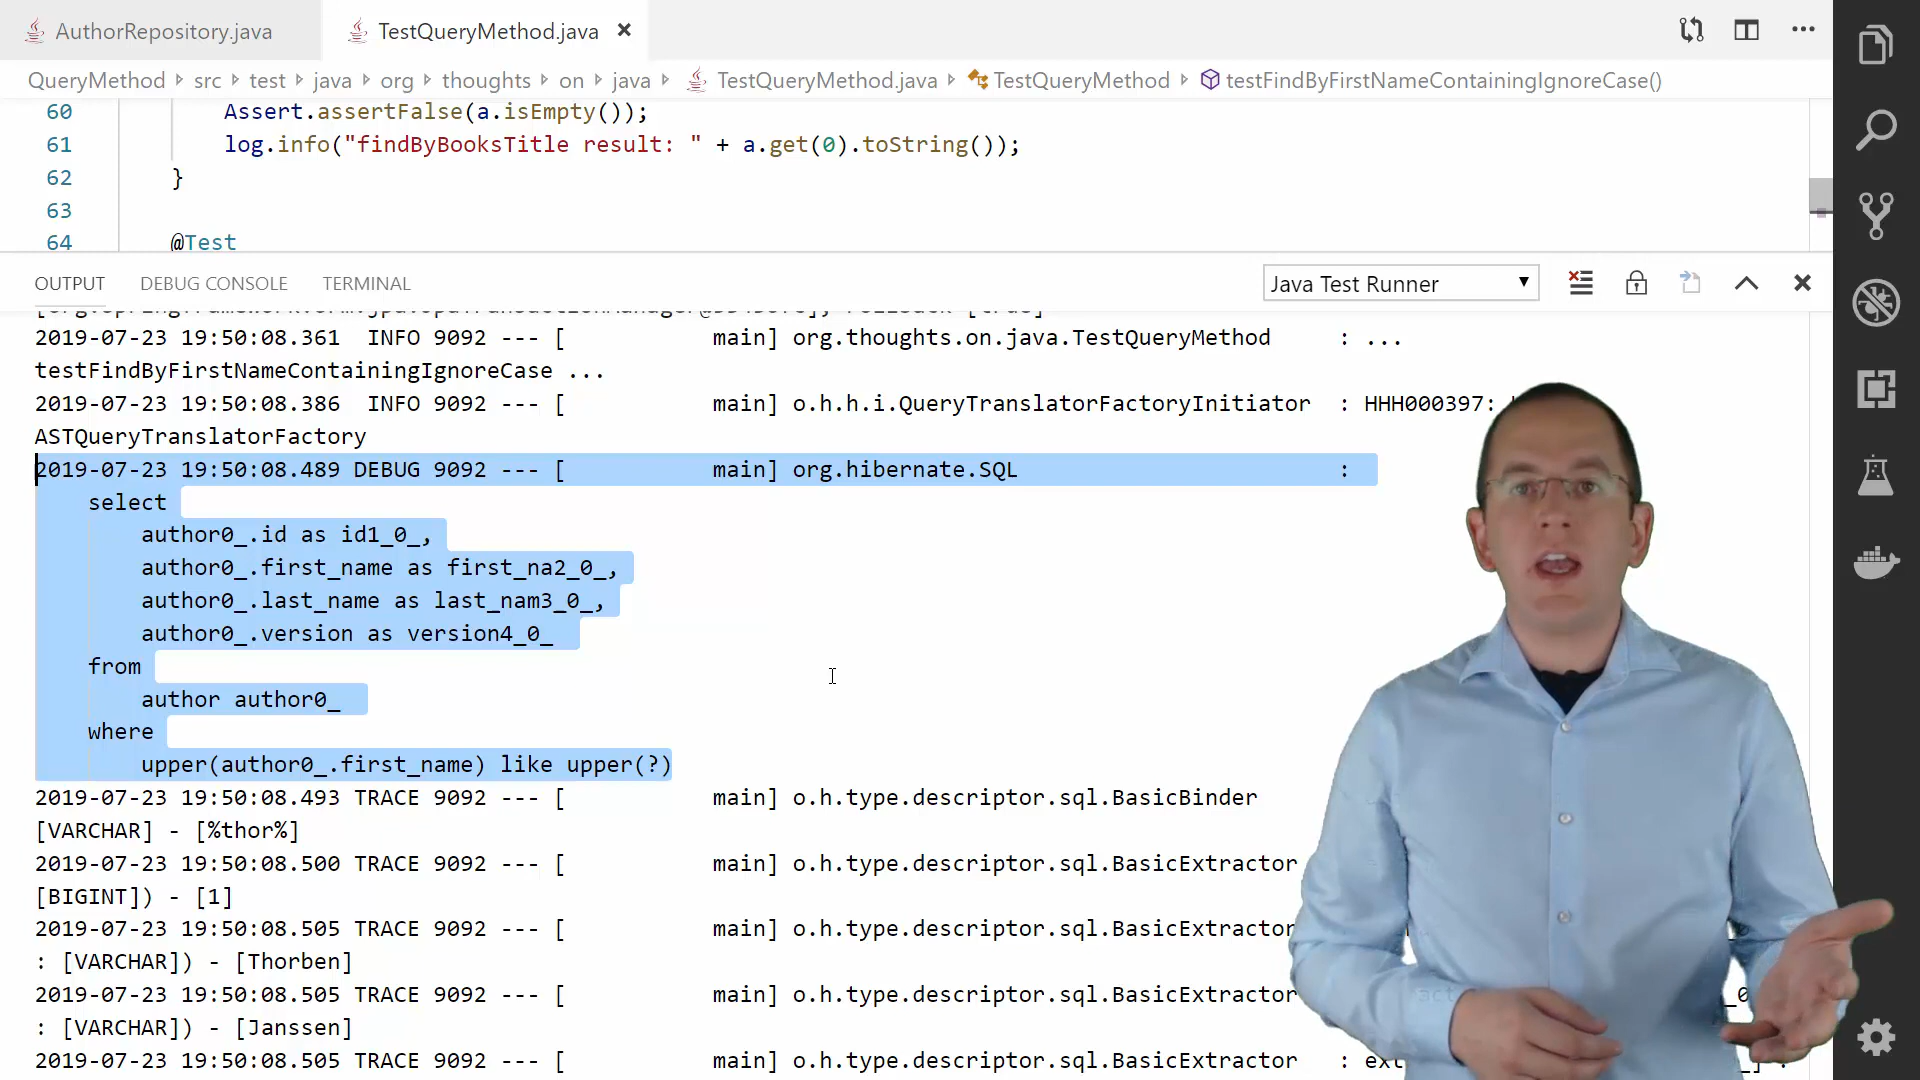 AuthorRepository.java
TestQueryMethod.java
QueryMethod src test java org thoughts on java TestQueryMethod.java TestQueryMethod testFindByFirstNameContainingIgnoreCase()
60 Assert.assertFalse(a.isEmpty());
61 log.info("findByBooksTitle result: " + a.get(0).toString());
62 }
63
64 @Test
OUTPUT DEBUG CONSOLE TERMINAL Java Test Runner
2019-07-23 19:50:08.361 INFO 9092 --- [ main] org.thoughts.on.java.TestQueryMethod : ...
testFindByFirstNameContainingIgnoreCase ...
2019-07-23 19:50:08.386 INFO 9092 --- [ main] o.h.h.i.QueryTranslatorFactoryInitiator : HHH000397:
ASTQueryTranslatorFactory
2019-07-23 19:50:08.489 DEBUG 9092 --- [ main] org.hibernate.SQL :
select
author0_.id as id1_0_,
author0_.first_name as first_na2_0_,
author0_.last_name as last_nam3_0_,
author0_.version as version4_0_
from
author author0_
where
upper(author0_.first_name) like upper(?)
2019-07-23 19:50:08.493 TRACE 9092 --- [ main] o.h.type.descriptor.sql.BasicBinder
[VARCHAR] - [%thor%]
2019-07-23 19:50:08.500 TRACE 9092 --- [ main] o.h.type.descriptor.sql.BasicExtractor
[BIGINT]) - [1]
2019-07-23 19:50:08.505 TRACE 9092 --- [ main] o.h.type.descriptor.sql.BasicExtractor
: [VARCHAR]) - [Thorben]
2019-07-23 19:50:08.505 TRACE 9092 --- [ main] o.h.type.descriptor.sql.BasicExtractor
: [VARCHAR]) - [Janssen]
2019-07-23 19:50:08.505 TRACE 9092 --- [ main] o.h.type.descriptor.sql.BasicExtractor :